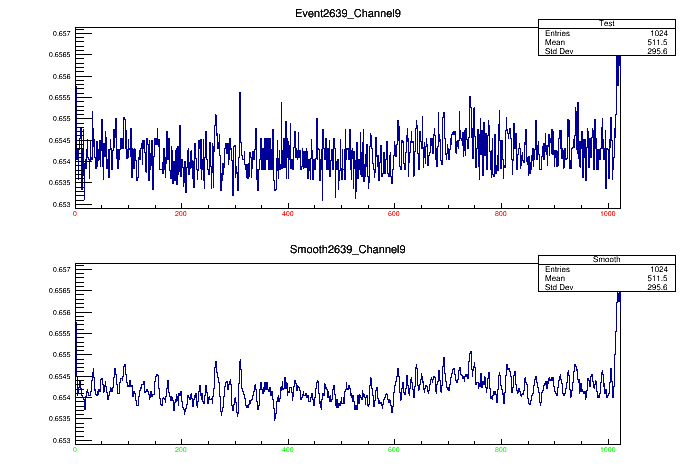 Event2639_Channel9
Test
Entries 1024
Mean 511.5
Std Dev 295.6
0.657
0.6565
0.656
0.6555
0.655
0.6545
0.654
0.6535
0.653
0 200 400 600 800 1000
Smooth2639_Channel9
Smooth
Entries 1024
Mean 511.5
Std Dev 295.6
0.657
0.6565
0.656
0.6555
0.655
0.6545
0.654
0.6535
0.653
0 200 400 600 800 1000